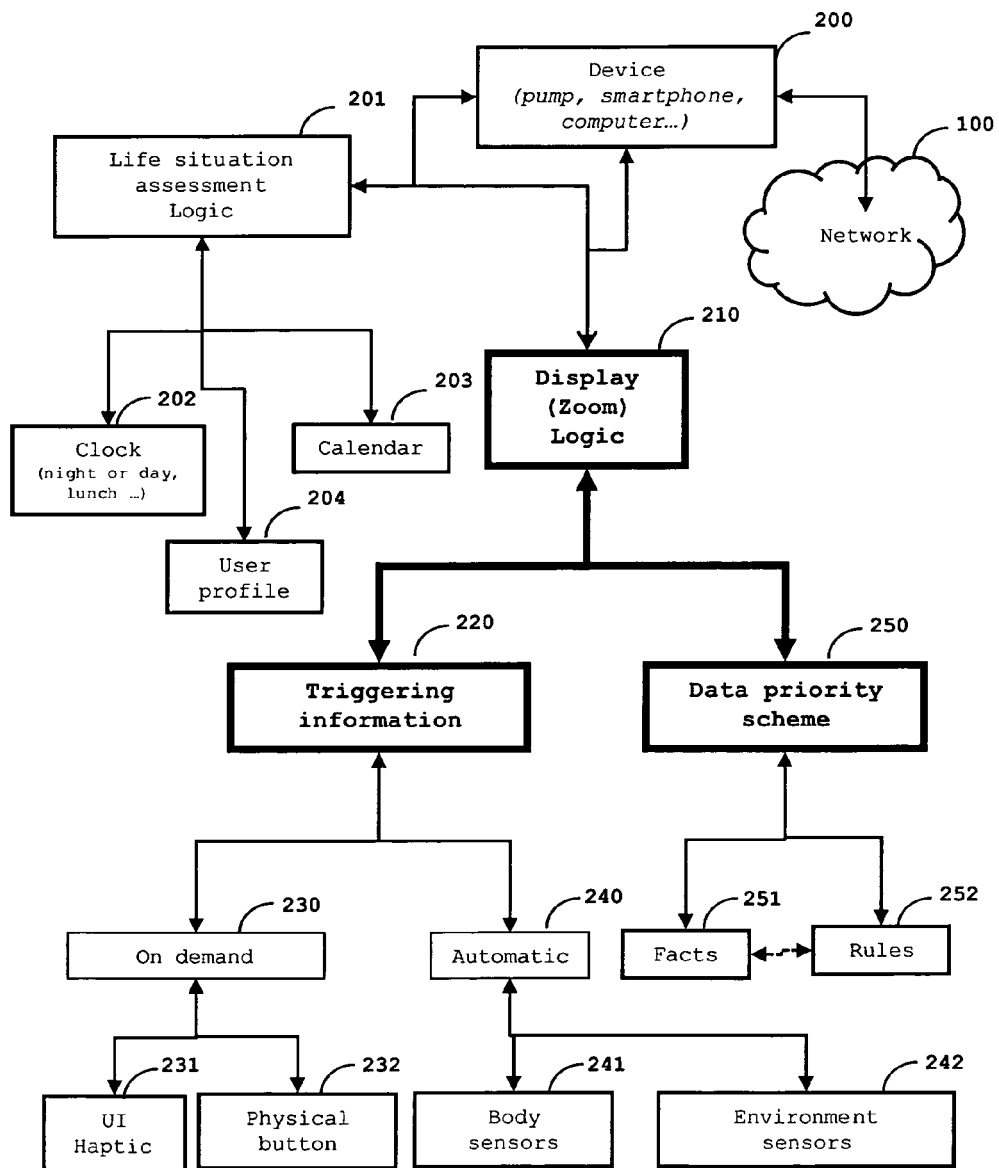 200
Device
(pump, smartphone,
computer…)
201
Life situation
assessment
Logic
100
Network
210
Display
(Zoom)
Logic
202
Clock
(night or day,
lunch …)
203
Calendar
204
User
profile
220
Triggering
information
250
Data priority
scheme
230
On demand
240
Automatic
251
Facts
252
Rules
231
UI
Haptic
232
Physical
button
241
Body
sensors
242
Environment
sensors